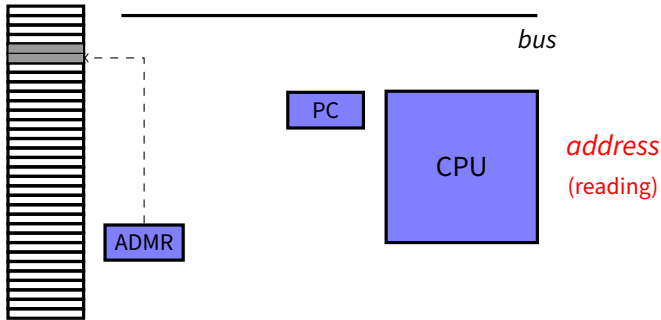 bus
PC
CPU
address
(reading)
ADMR